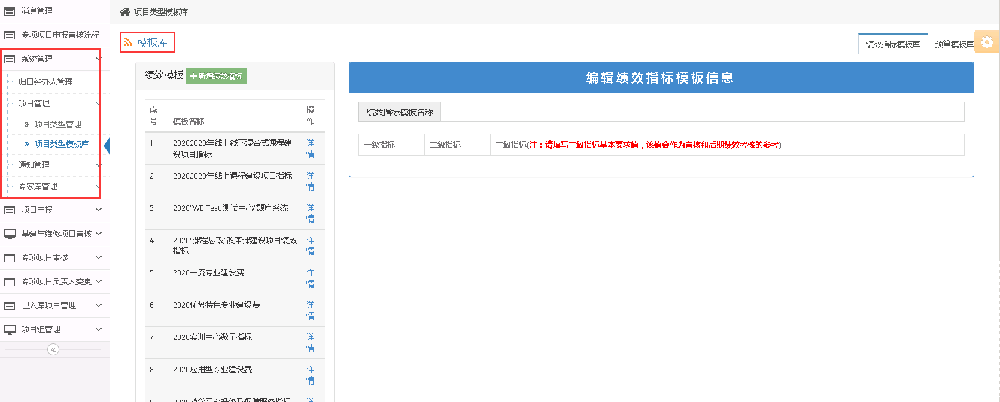 消息管理
专项项目申报审核流程
系统管理
归口经办人管理
项目管理
项目类型管理
项目类型模板库
通知管理
专家库管理
项目申报
基建与维修项目审核
专项项目审核
专项项目负责人变更
已入库项目管理
项目组管理
项目类型模板库
模板库
绩效指标模板库
预算模板库
绩效模板
新增绩效模板
序号
模板名称
操作
1
20202020年线上线下混合式课程建
设项目指标
详情
2
20202020年线上课程建设项目指标
详情
3
2020“WE Test 测试中心”题库系统
详情
4
2020“课程思政”改革课建设项目绩效
指标
详情
5
2020一流专业建设费
详情
6
2020优势特色专业建设费
详情
7
2020实训中心数量指标
详情
8
2020应用型专业建设费
详情
编辑绩效指标模板信息
绩效指标模板名称
一级指标
二级指标
三级指标(注：请填写三级指标基本要求值，该值会作为审核和后期绩效考核的参考)